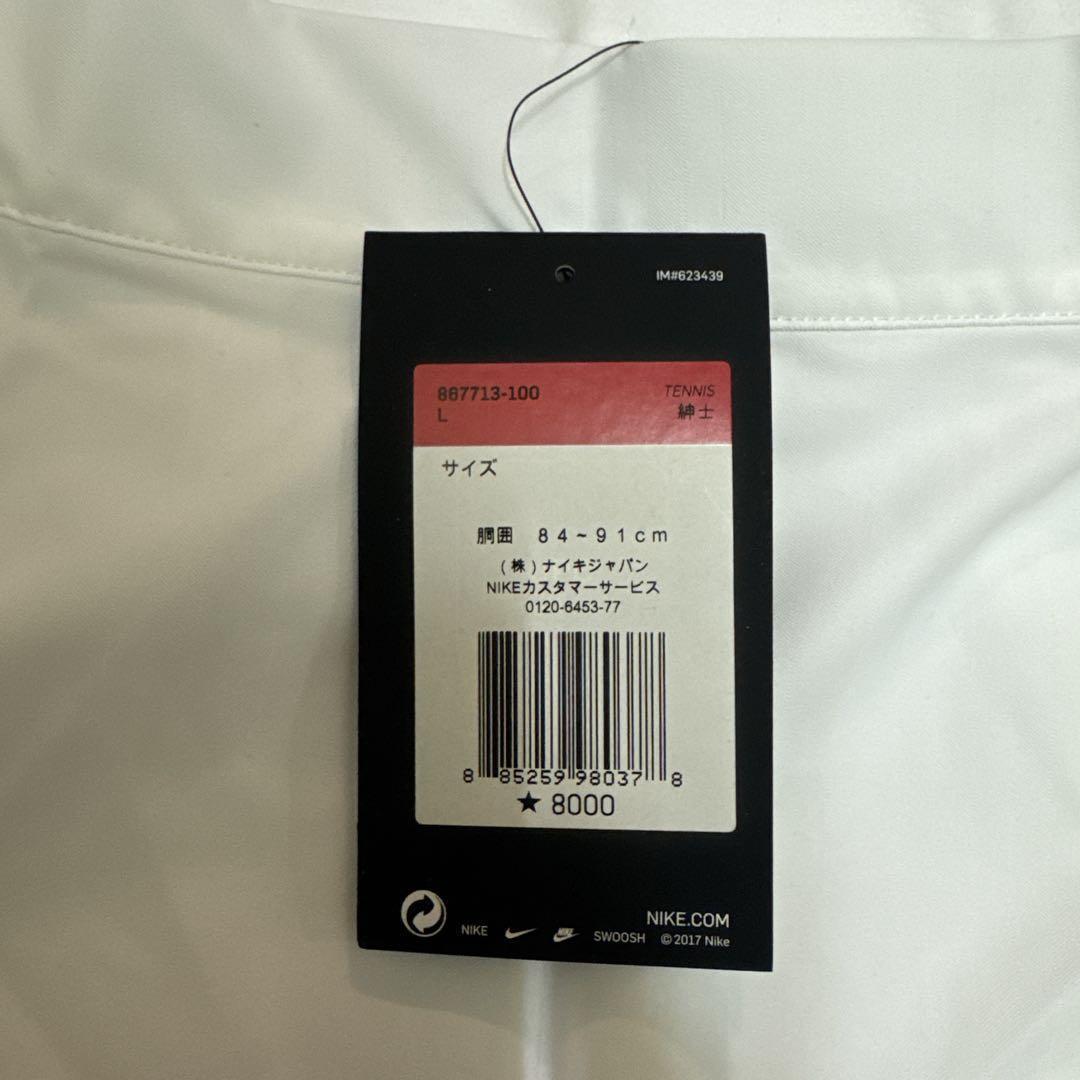 IM#623439
887713-100
TENNIS
L
紳士
サイズ
胴囲 84~91cm
(株)ナイキジャパン
NIKEカスタマーサービス
0120-6453-77
8 85259 98037 8
★8000
NIKE.COM
NIKE
NIKE
SWOOSH
©2017 Nike